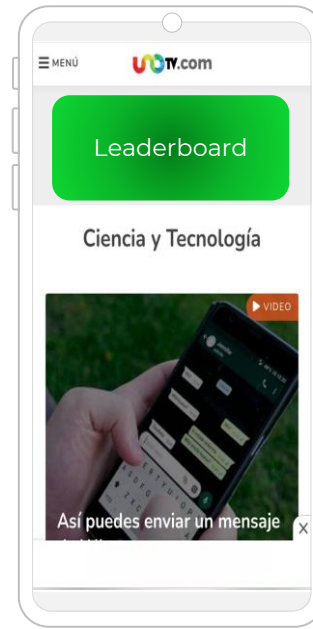 MENÚ
UNOTV.com
Leaderboard
Ciencia y Tecnología
VIDEO
Así puedes enviar un mensaje
X